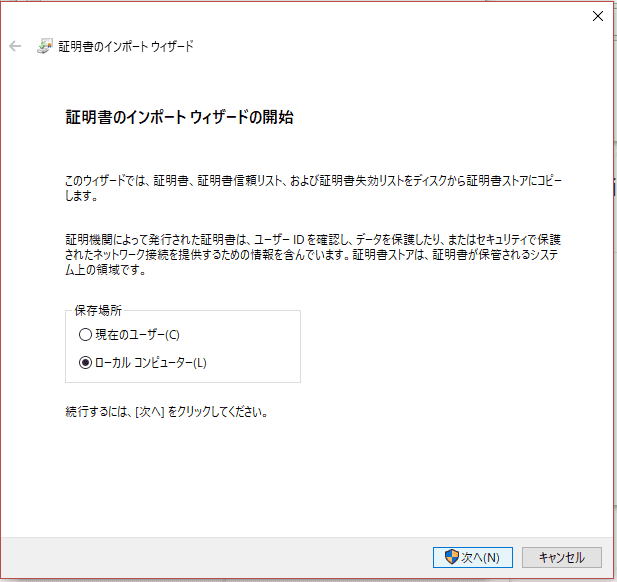 証明書のインポート ウィザード
証明書のインポート ウィザードの開始
このウィザードでは、証明書、証明書信頼リスト、および証明書失効リストをディスクから証明書ストアにコピー
します。
証明機関によって発行された証明書は、ユーザー ID を確認し、データを保護したり、またはセキュリティで保護
されたネットワーク接続を提供するための情報を含んでいます。証明書ストアは、証明書が保管されるシステ
ム上の領域です。
保存場所
現在のユーザー(C)
ローカル コンピューター(L)
続行するには、[次へ] をクリックしてください。
次へ(N)
キャンセル